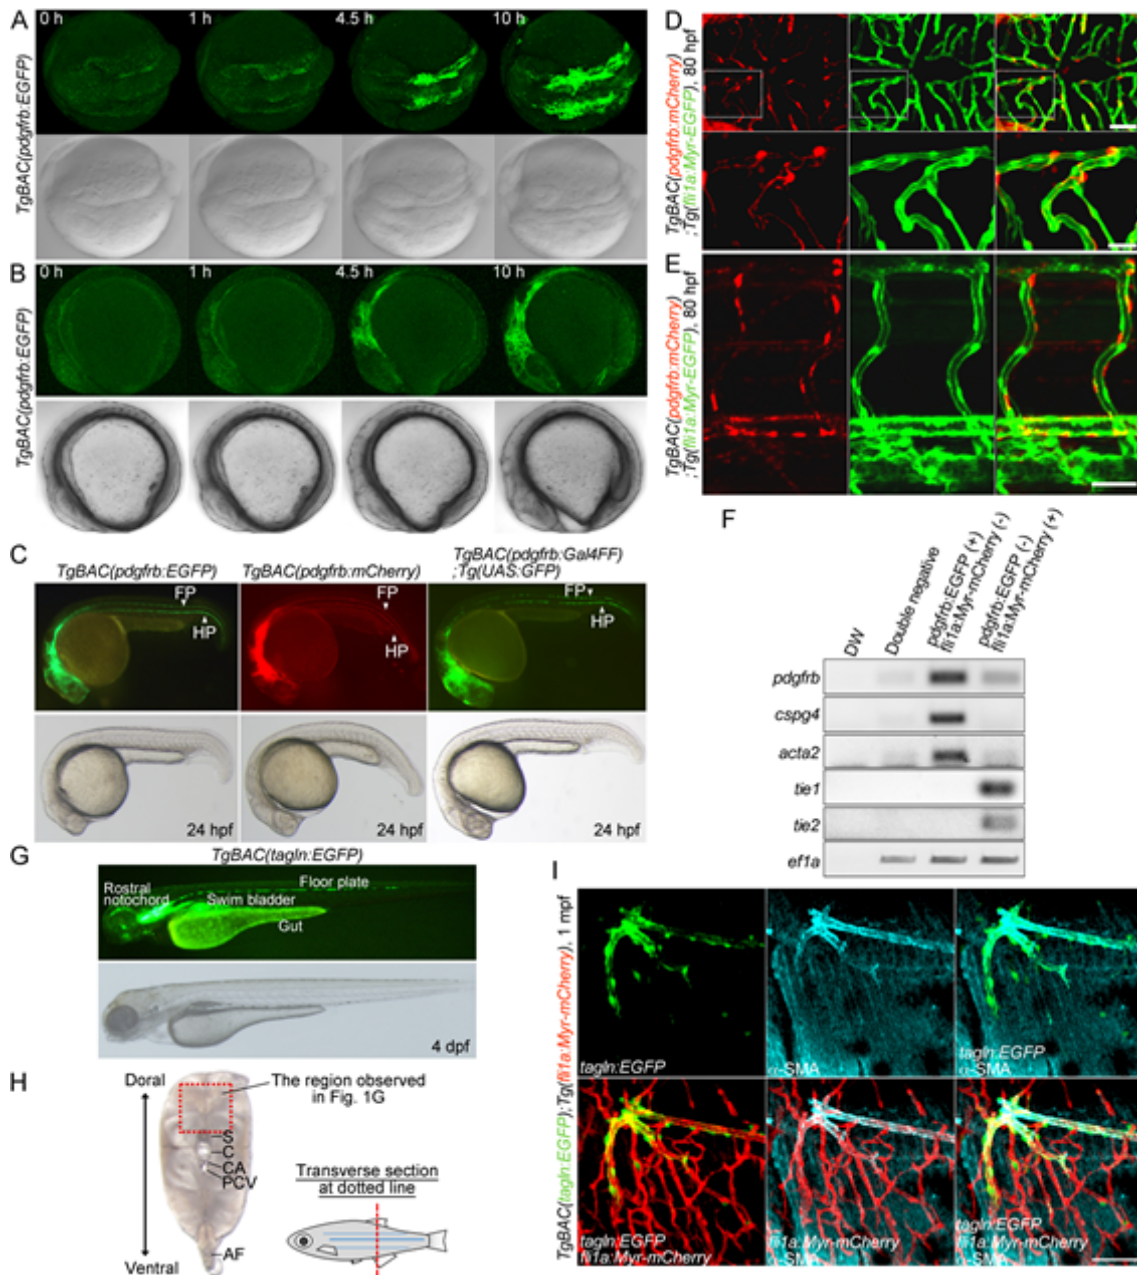 A
0 h
1 h
4.5 h
10 h
TgBAC(pdgfrb:EGFP)
B
0 h
1 h
4.5 h
10 h
TgBAC(pdgfrb:EGFP)
C
TgBAC(pdgfrb:EGFP)
TgBAC(pdgfrb:mCherry)
TgBAC(pdgfrb:Gal4FF)
;Tg(UAS:GFP)
FP
HP
FP
HP
FP
HP
24 hpf
24 hpf
24 hpf
D
TgBAC(pdgfrb:mCherry)
;Tg(fli1a:Myr-EGFP), 80 hpf
E
TgBAC(pdgfrb:mCherry)
;Tg(fli1a:Myr-EGFP), 80 hpf
F
DW
Double negative
pdgfrb:EGFP (+)
fli1a:Myr-mCherry (-)
pdgfrb:EGFP (-)
fli1a:Myr-mCherry (+)
pdgfrb
cspg4
acta2
tie1
tie2
ef1a
G
TgBAC(tagln:EGFP)
Rostral
notochord
Floor plate
Swim bladder
Gut
4 dpf
H
Doral
Ventral
The region observed
in Fig. 1G
S
C
CA
PCV
AF
Transverse section
at dotted line
I
TgBAC(tagln:EGFP);Tg(fli1a:Myr-mCherry), 1 mpf
tagln:EGFP
α-SMA
tagln:EGFP
α-SMA
tagln:EGFP
fli1a:Myr-mCherry
fli1a:Myr-mCherry
α-SMA
tagln:EGFP
fli1a:Myr-mCherry
α-SMA